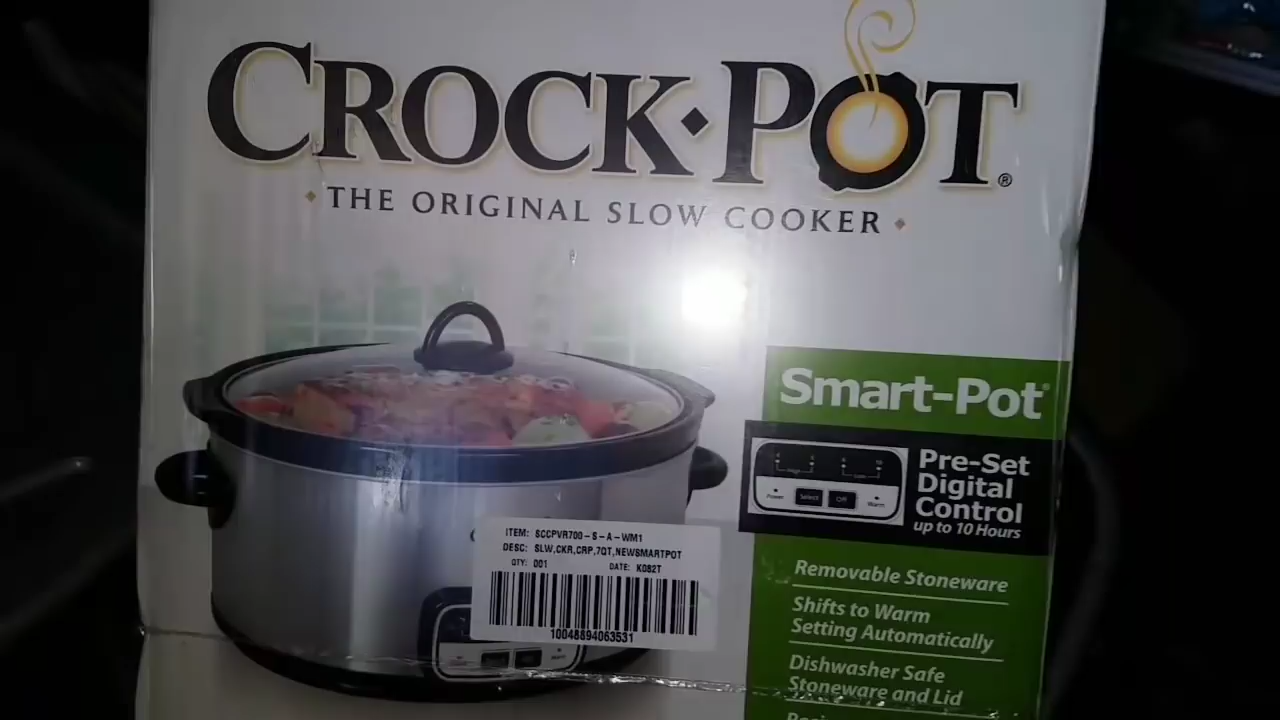 CROCK·POT®
· THE ORIGINAL SLOW COOKER ·
Smart-Pot®
Pre-Set
Digital
Control
up to 10 Hours
High
Low
Power
Select
Off
Warm
ITEM: SCCPVR700-S-A-WM1
DESC: SLW,CKR,CRP,7QT,NEWSMARTPOT
QTY: 001 DATE: K082T
10048894063531
Removable Stoneware
Shifts to Warm
Setting Automatically
Dishwasher Safe
Stoneware and Lid